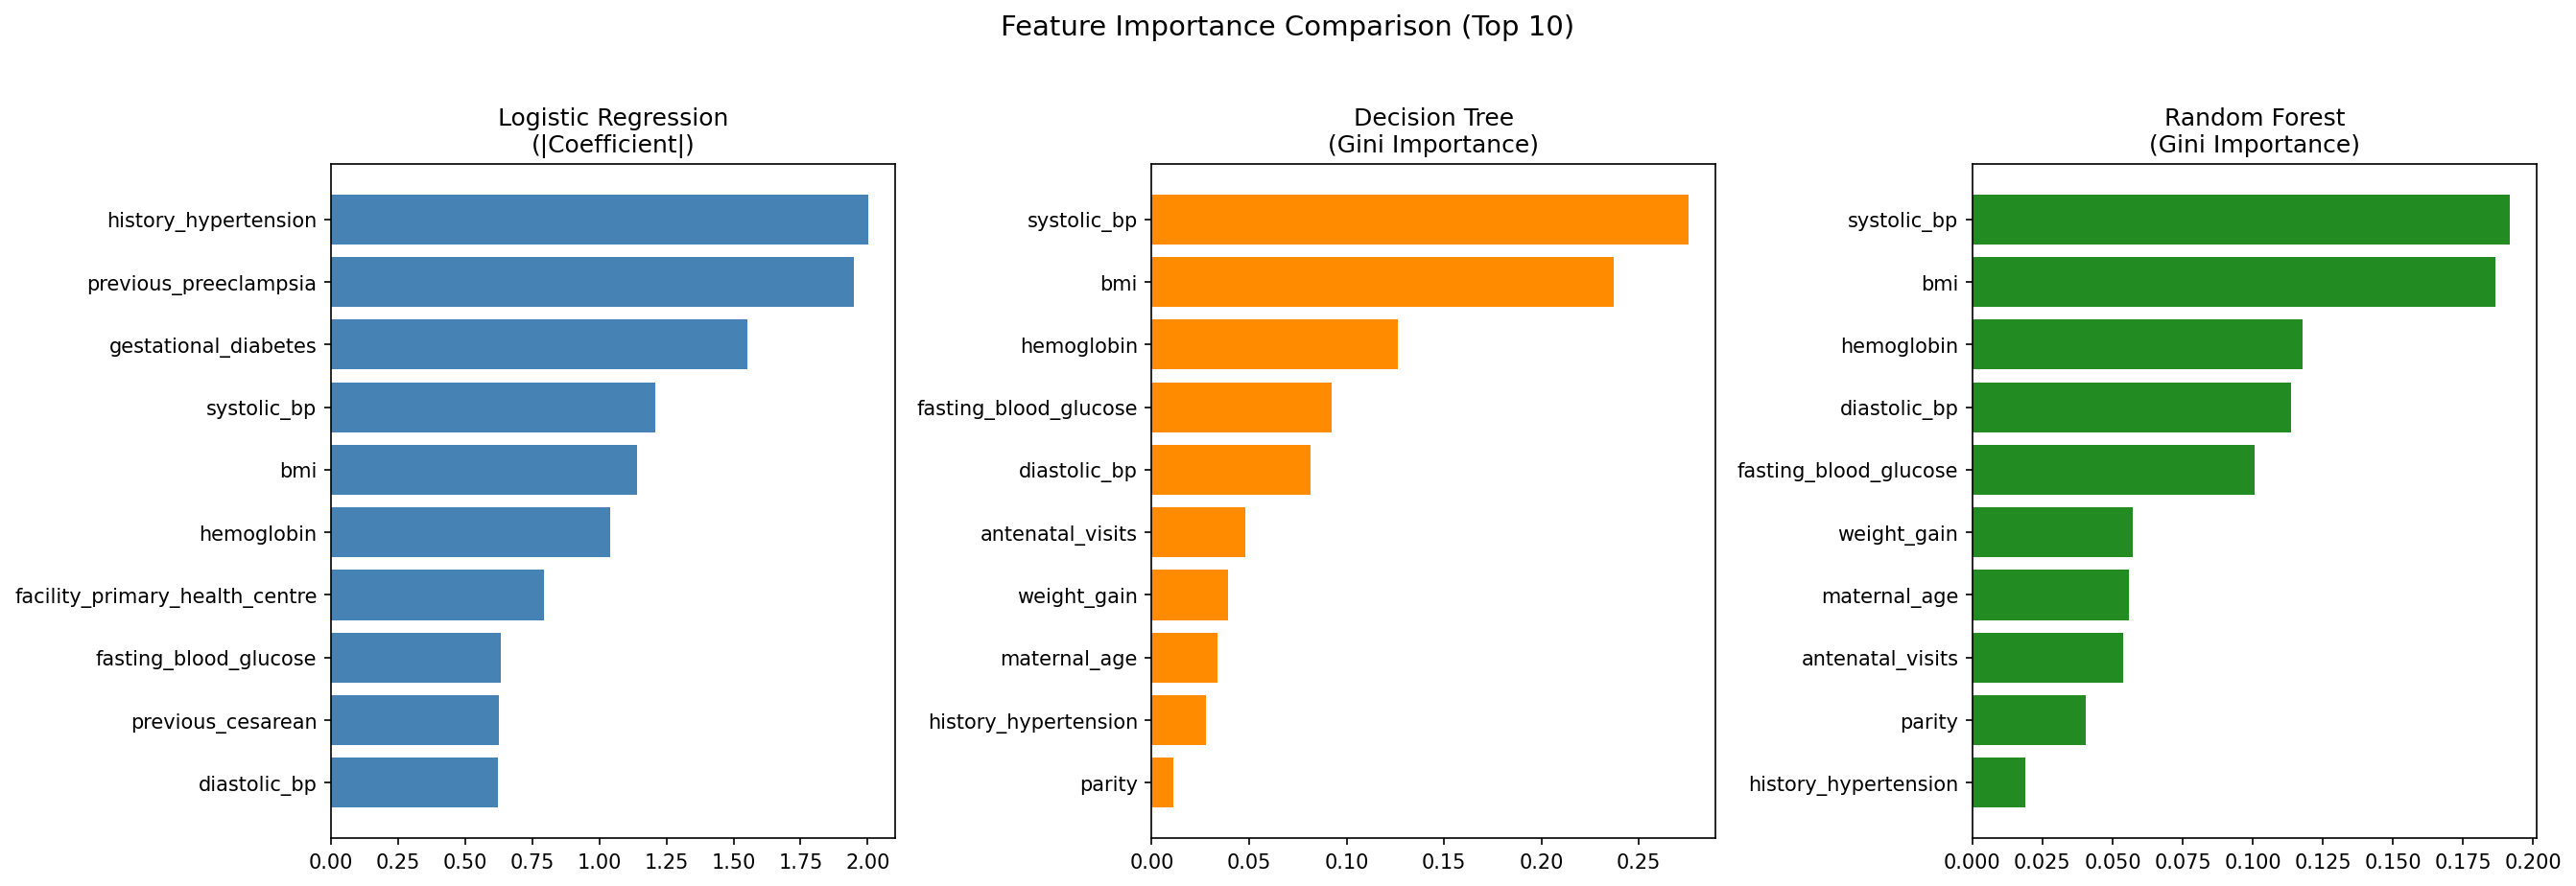 Feature Importance Comparison (Top 10)
Logistic Regression
(|Coefficient|)
history_hypertension
previous_preeclampsia
gestational_diabetes
systolic_bp
bmi
hemoglobin
facility_primary_health_centre
fasting_blood_glucose
previous_cesarean
diastolic_bp
0.00 0.25 0.50 0.75 1.00 1.25 1.50 1.75 2.00
Decision Tree
(Gini Importance)
systolic_bp
bmi
hemoglobin
fasting_blood_glucose
diastolic_bp
antenatal_visits
weight_gain
maternal_age
history_hypertension
parity
0.00 0.05 0.10 0.15 0.20 0.25
Random Forest
(Gini Importance)
systolic_bp
bmi
hemoglobin
diastolic_bp
fasting_blood_glucose
weight_gain
maternal_age
antenatal_visits
parity
history_hypertension
0.000 0.025 0.050 0.075 0.100 0.125 0.150 0.175 0.200